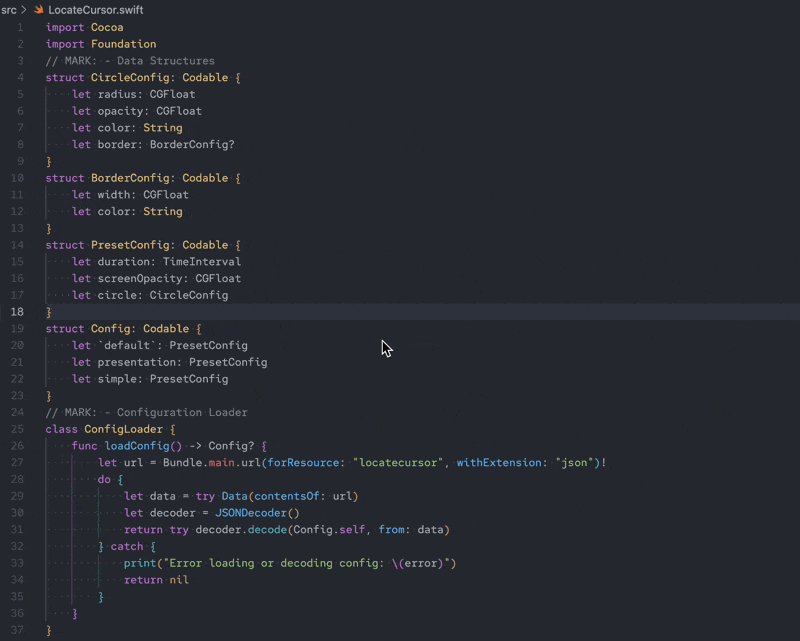 src > LocateCursor.swift
1 import Cocoa
2 import Foundation
3 // MARK: - Data Structures
4 struct CircleConfig: Codable {
5     let radius: CGFloat
6     let opacity: CGFloat
7     let color: String
8     let border: BorderConfig?
9 }
10 struct BorderConfig: Codable {
11     let width: CGFloat
12     let color: String
13 }
14 struct PresetConfig: Codable {
15     let duration: TimeInterval
16     let screenOpacity: CGFloat
17     let circle: CircleConfig
18 }
19 struct Config: Codable {
20     let `default`: PresetConfig
21     let presentation: PresetConfig
22     let simple: PresetConfig
23 }
24 // MARK: - Configuration Loader
25 class ConfigLoader {
26     func loadConfig() -> Config? {
27         let url = Bundle.main.url(forResource: "locatecursor", withExtension: "json")!
28         do {
29             let data = try Data(contentsOf: url)
30             let decoder = JSONDecoder()
31             return try decoder.decode(Config.self, from: data)
32         } catch {
33             print("Error loading or decoding config: \(error)")
34             return nil
35         }
36     }
37 }